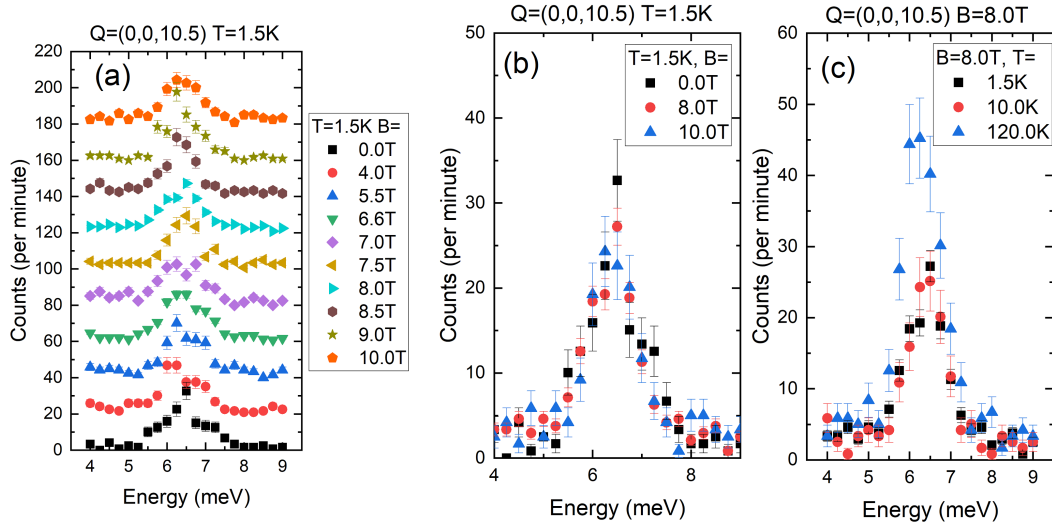 Q=(0,0,10.5) T=1.5K
(a)
220
200
180
160
140
120
100
80
60
40
20
0
Counts (per minute)
4 5 6 7 8 9
Energy (meV)
T=1.5K B=
0.0T
4.0T
5.5T
6.6T
7.0T
7.5T
8.0T
8.5T
9.0T
10.0T
Q=(0,0,10.5) T=1.5K
(b)
50
40
30
20
10
0
Counts (per minute)
4 6 8
Energy (meV)
T=1.5K, B=
0.0T
8.0T
10.0T
Q=(0,0,10.5) B=8.0T
(c)
60
50
40
30
20
10
0
Counts (per minute)
4 5 6 7 8 9
Energy (meV)
B=8.0T, T=
1.5K
10.0K
120.0K